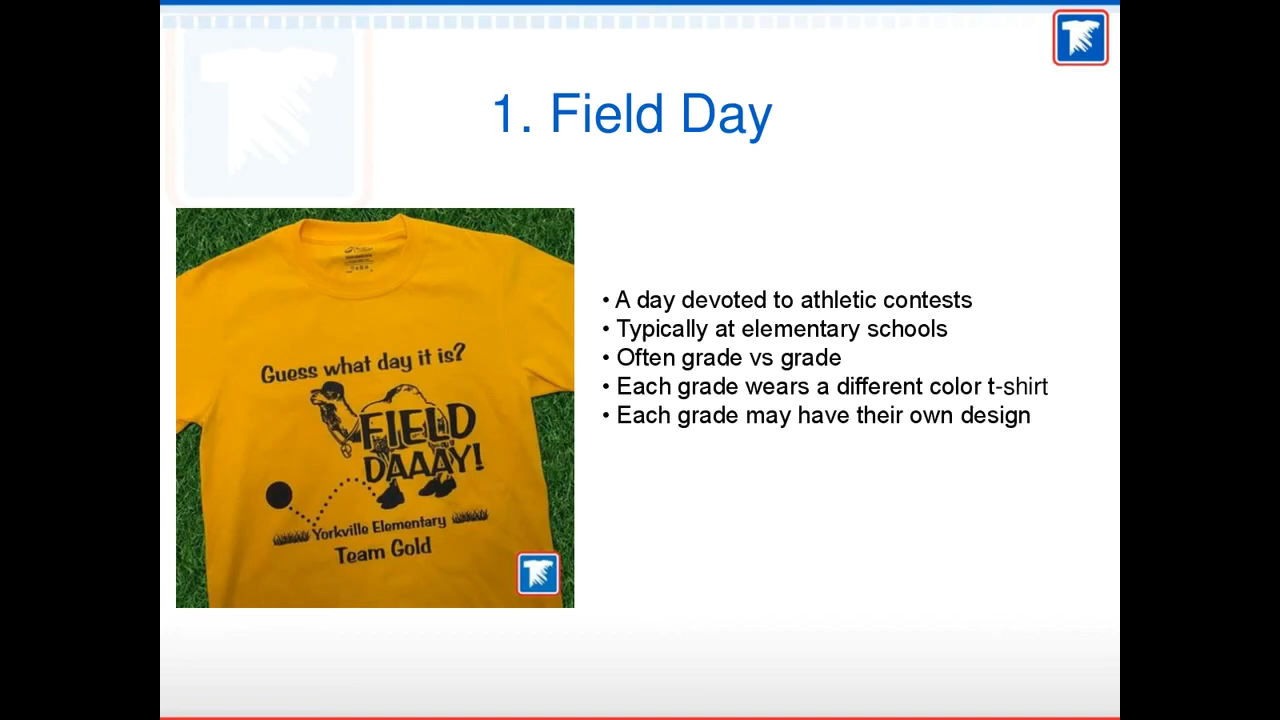 1. Field Day
Guess what day it is?
FIELD
DAAAY!
Yorkville Elementary
Team Gold
• A day devoted to athletic contests
• Typically at elementary schools
• Often grade vs grade
• Each grade wears a different color t-shirt
• Each grade may have their own design